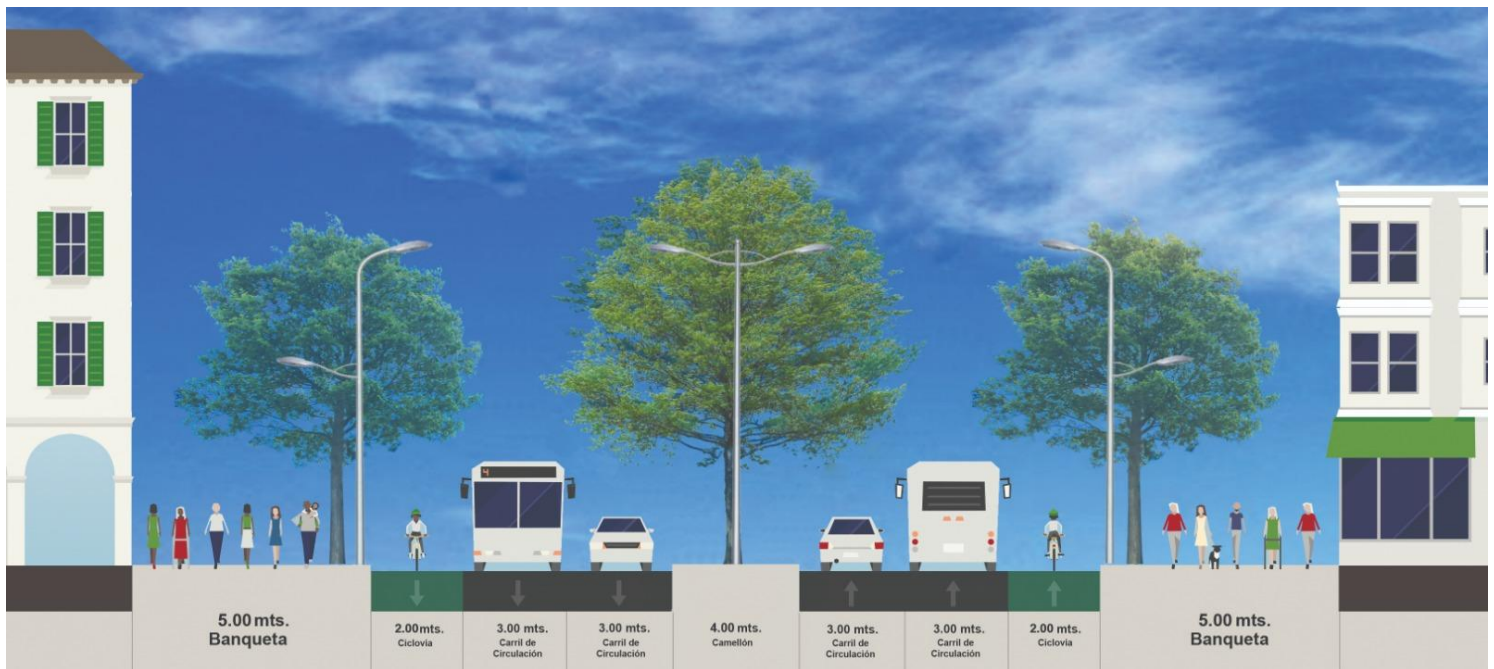 4
5.00 mts.
Banqueta
2.00mts.
Ciclovia
3.00 mts.
Carril de
Circulación
3.00 mts.
Carril de
Circulación
4.00 mts.
Camellón
3.00 mts.
Carril de
Circulación
3.00 mts.
Carril de
Circulación
2.00 mts.
Ciclovia
5.00 mts.
Banqueta